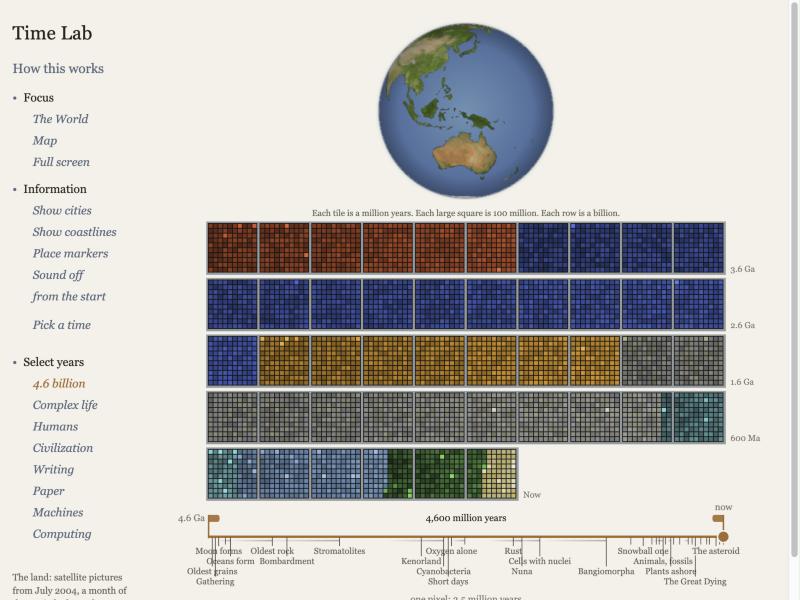 Time Lab
How this works
Focus
The World
Map
Full screen
Information
Show cities
Show coastlines
Place markers
Sound off
from the start
Pick a time
Select years
4.6 billion
Complex life
Humans
Civilization
Writing
Paper
Machines
Computing
The land: satellite pictures
from July 2004, a month of
Each tile is a million years. Each large square is 100 million. Each row is a billion.
3.6 Ga
2.6 Ga
1.6 Ga
600 Ma
Now
now
4.6 Ga
4,600 million years
Moon forms
Oldest rock
Stromatolites
Oxygen alone
Rust
Snowball one
The asteroid
Oceans form
Bombardment
Kenorland
Cells with nuclei
Animals, fossils
Oldest grains
Cyanobacteria
Nuna
Bangiomorpha
Plants ashore
Gathering
Short days
The Great Dying
one pixel: 3.5 million years